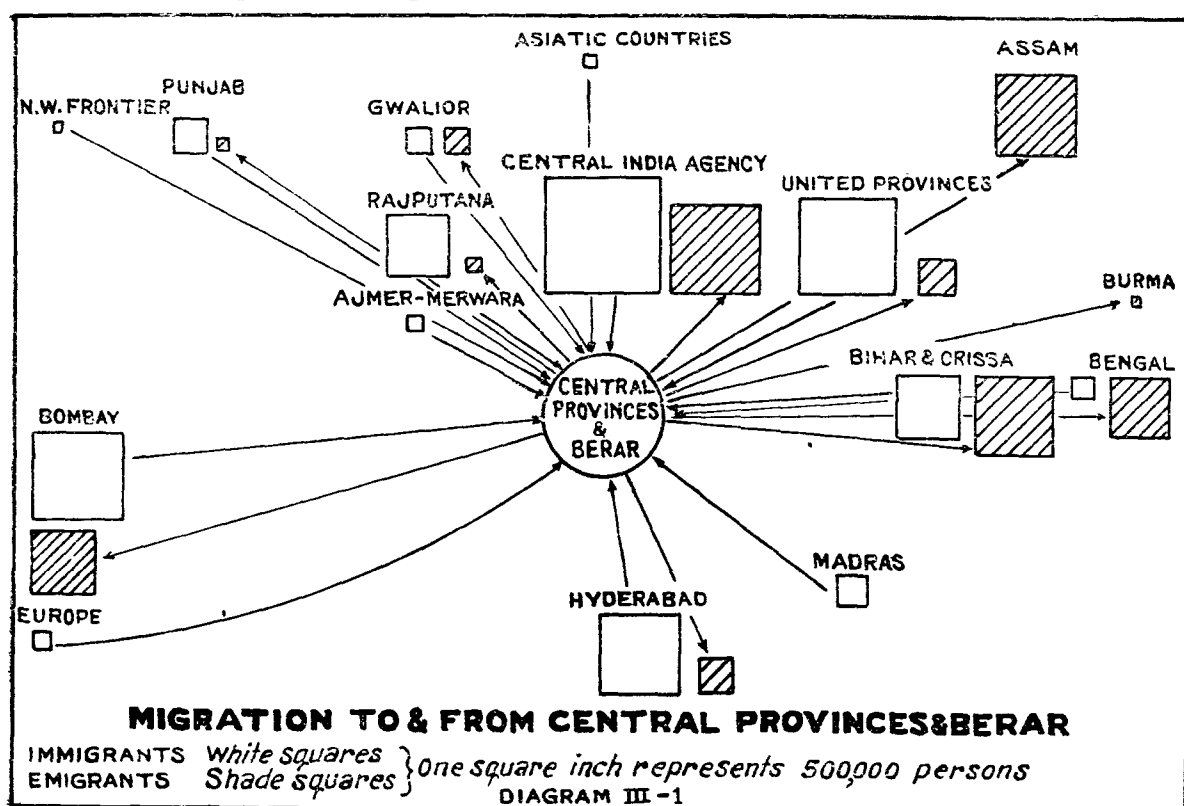 ASIATIC COUNTRIES
ASSAM
PUNJAB
N.W. FRONTIER
GWALIOR
CENTRAL INDIA AGENCY
UNITED PROVINCES
RAJPUTANA
AJMER-MERWARA
BURMA
BIHAR & CRISSA
BENGAL
CENTRAL
PROVINCES
&
BERAR
BOMBAY
MADRAS
HYDERABAD
EUROPE
MIGRATION TO & FROM CENTRAL PROVINCES&BERAR
IMMIGRANTS White squares
EMIGRANTS Shade squares
} One square inch represents 500,000 persons
DIAGRAM III-1